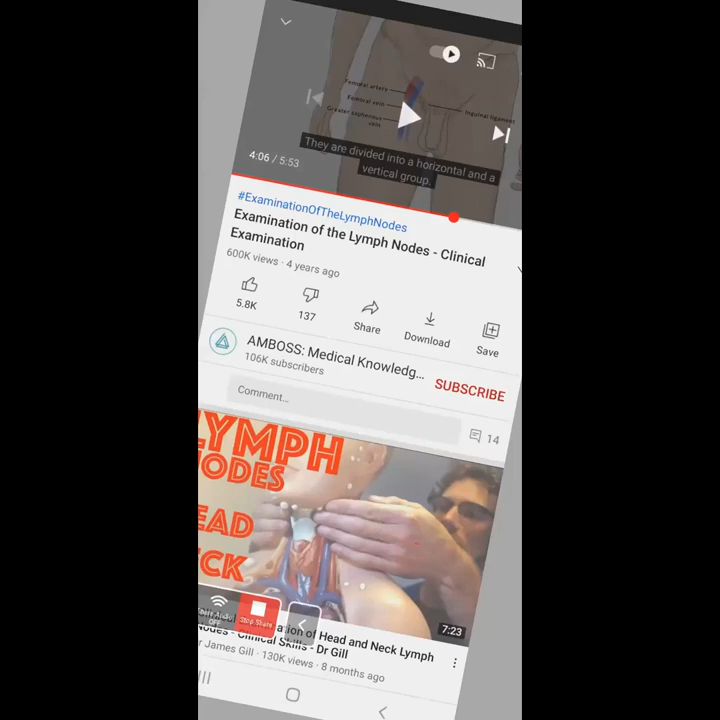 Femoral artery
Femoral vein
Greater saphenous
vein
Inguinal ligament
They are divided into a horizontal and a
vertical group,
4:06 / 5:53
#ExaminationOfTheLymphNodes
Examination of the Lymph Nodes - Clinical
Examination
600K views · 4 years ago
5.8K
137
Share
Download
Save
AMBOSS: Medical Knowledg...
106K subscribers
SUBSCRIBE
Comment...
14
LYMPH
NODES
EAD
ECK
7:23
OFF
Stop Share
ation of Head and Neck Lymph
Nodes - Clinical Skills - Dr Gill
r James Gill · 130K views · 8 months ago